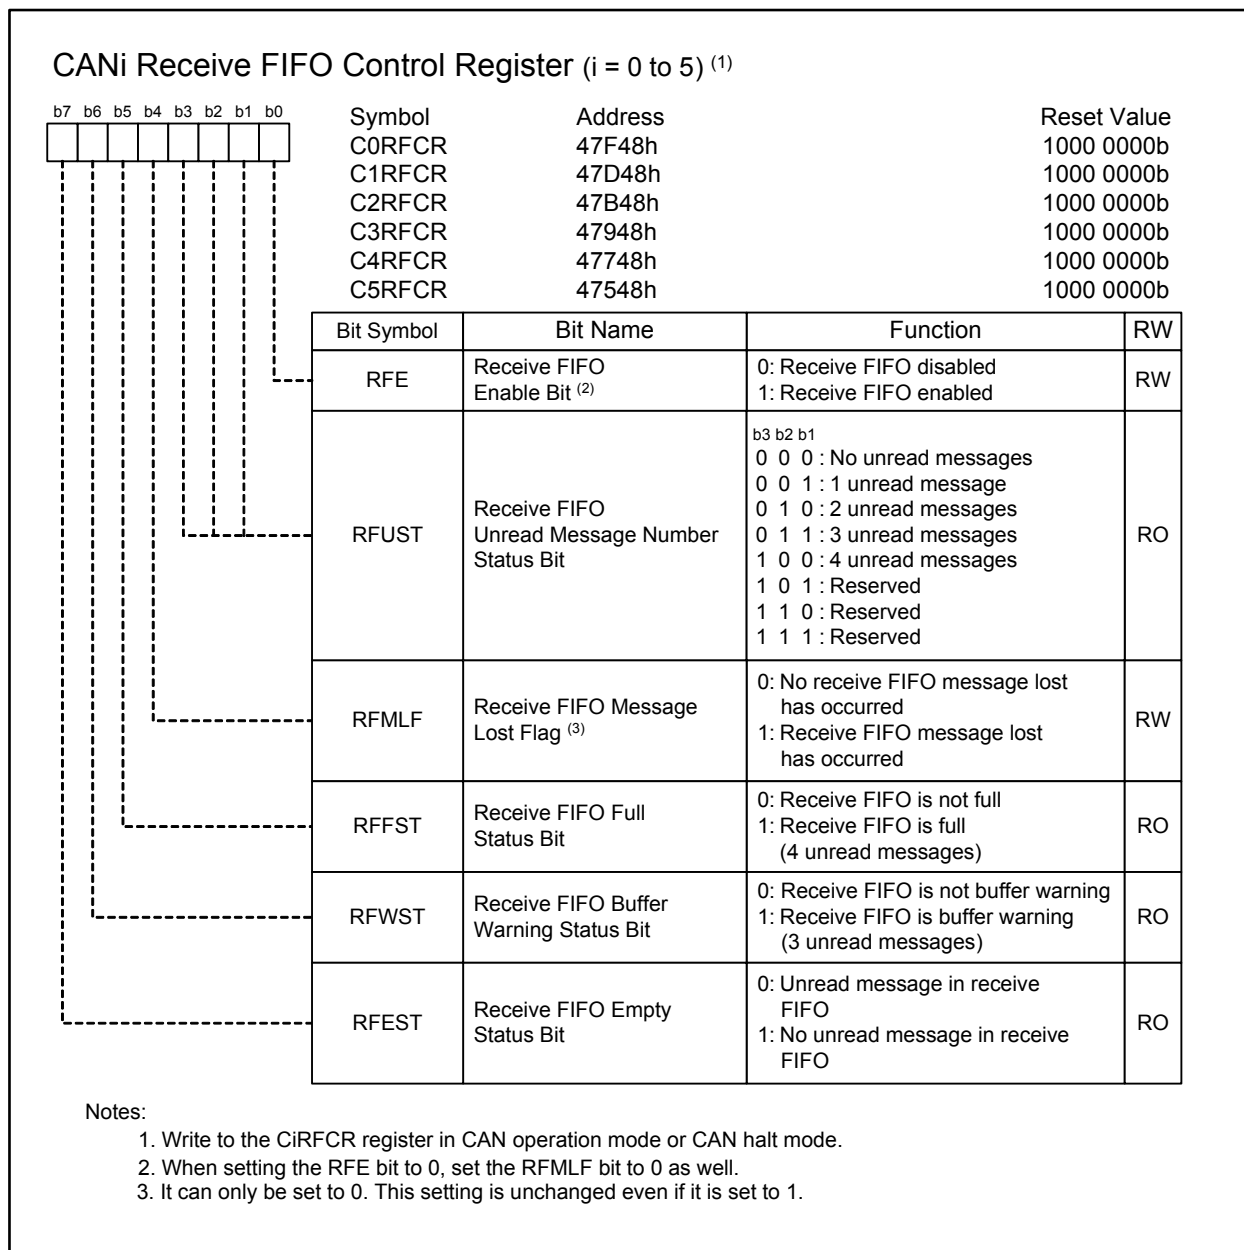 CANi Receive FIFO Control Register (i = 0 to 5) (1)
b7 b6 b5 b4 b3 b2 b1 b0
Symbol Address Reset Value
C0RFCR 47F48h 1000 0000b
C1RFCR 47D48h 1000 0000b
C2RFCR 47B48h 1000 0000b
C3RFCR 47948h 1000 0000b
C4RFCR 47748h 1000 0000b
C5RFCR 47548h 1000 0000b
Bit Symbol Bit Name Function RW
RFE
Receive FIFO
Enable Bit (2)
0: Receive FIFO disabled
1: Receive FIFO enabled
RW
RFUST
Receive FIFO
Unread Message Number
Status Bit
b3 b2 b1
0 0 0 : No unread messages
0 0 1 : 1 unread message
0 1 0 : 2 unread messages
0 1 1 : 3 unread messages
1 0 0 : 4 unread messages
1 0 1 : Reserved
1 1 0 : Reserved
1 1 1 : Reserved
RO
RFMLF
Receive FIFO Message
Lost Flag (3)
0: No receive FIFO message lost
has occurred
1: Receive FIFO message lost
has occurred
RW
RFFST
Receive FIFO Full
Status Bit
0: Receive FIFO is not full
1: Receive FIFO is full
(4 unread messages)
RO
RFWST
Receive FIFO Buffer
Warning Status Bit
0: Receive FIFO is not buffer warning
1: Receive FIFO is buffer warning
(3 unread messages)
RO
RFEST
Receive FIFO Empty
Status Bit
0: Unread message in receive
FIFO
1: No unread message in receive
FIFO
RO
Notes:
1. Write to the CiRFCR register in CAN operation mode or CAN halt mode.
2. When setting the RFE bit to 0, set the RFMLF bit to 0 as well.
3. It can only be set to 0. This setting is unchanged even if it is set to 1.